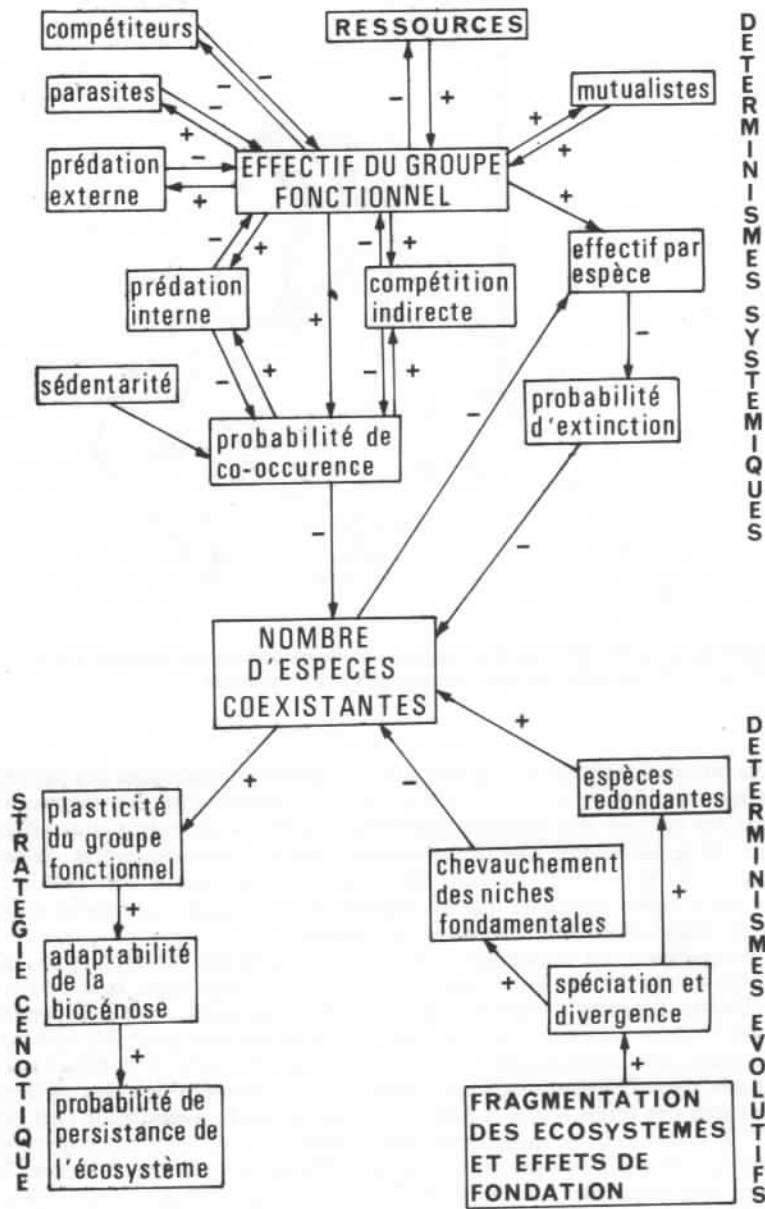 compétiteurs
RESSOURCES
parasites
mutualistes
prédation
externe
EFFECTIF DU GROUPE
FONCTIONNEL
effectif par
espèce
prédation
interne
compétition
indirecte
sédentarité
probabilité de
co-occurence
probabilité
d'extinction
DETERMINISMES SYSTEMIQUES
NOMBRE
D'ESPECES
COEXISTANTES
espèces
redondantes
plasticité
du groupe
fonctionnel
chevauchement
des niches
fondamentales
adaptabilité
de la
biocénose
spéciation et
divergence
probabilité de
persistance de
l'écosystème
FRAGMENTATION
DES ECOSYSTEMES
ET EFFETS DE
FONDATION
STRATEGIE CENOTIQUE
DETERMINISMES EVOLUTIFS